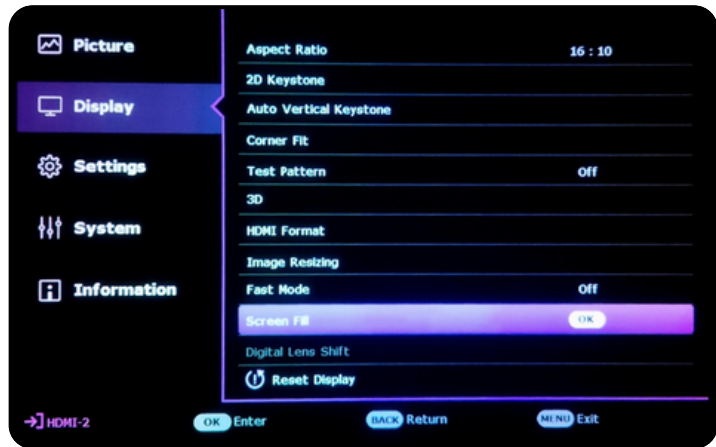 Picture
Display
Settings
System
Information
Aspect Ratio 16 : 10
2D Keystone
Auto Vertical Keystone
Corner Fit
Test Pattern Off
3D
HDMI Format
Image Resizing
Fast Mode Off
Screen Fill OK
Digital Lens Shift
Reset Display
HDMI-2 OK Enter BACK Return MENU Exit